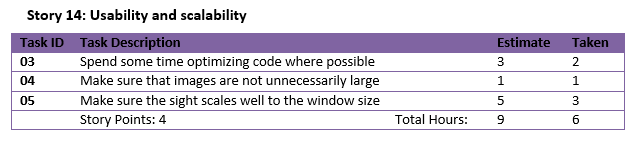 Story 14: Usability and scalability
Task ID Task Description Estimate Taken
03 Spend some time optimizing code where possible 3 2
04 Make sure that images are not unnecessarily large 1 1
05 Make sure the sight scales well to the window size 5 3
Story Points: 4 Total Hours: 9 6